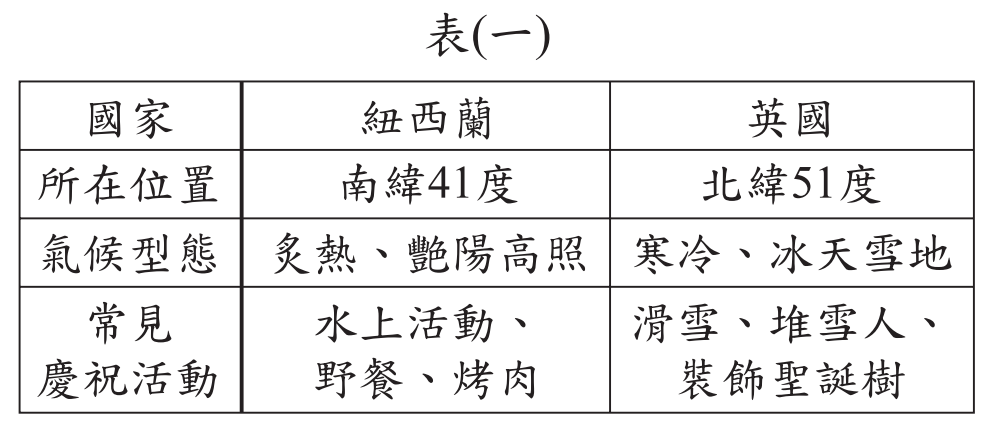 表(一)
國家 紐西蘭 英國
所在位置 南緯41度 北緯51度
氣候型態 炙熱、艷陽高照 寒冷、冰天雪地
常見 水上活動、 滑雪、堆雪人、
慶祝活動 野餐、烤肉 裝飾聖誕樹